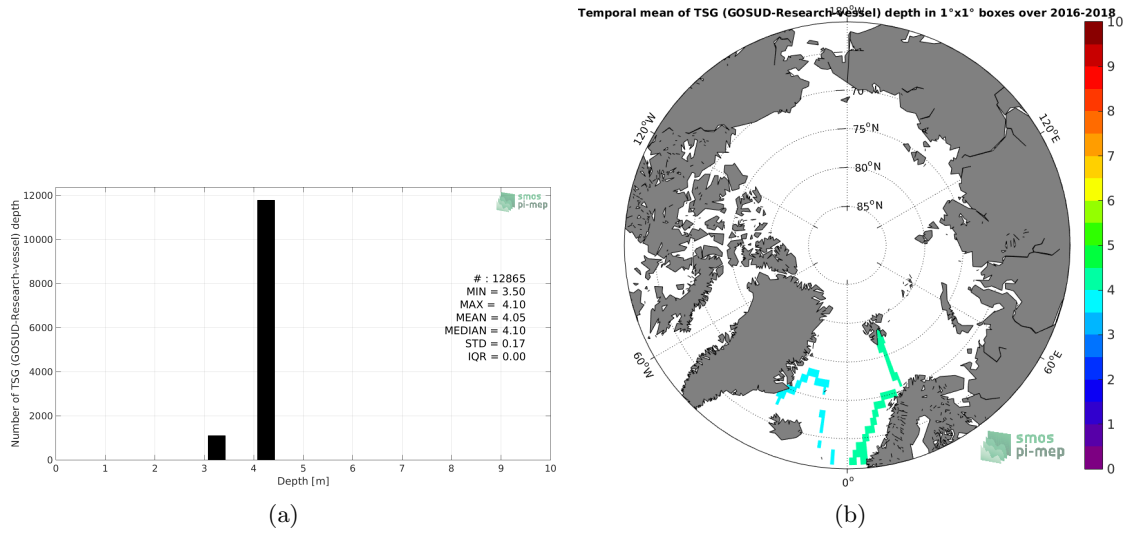 Temporal mean of TSG (GOSUD-Research-vessel) depth in 1°x1° boxes over 2016-2018
Number of TSG (GOSUD-Research-vessel) depth
12000
10000
8000
6000
4000
2000
0
0 1 2 3 4 5 6 7 8 9 10
Depth [m]
smos
pi-mep
# : 12865
MIN = 3.50
MAX = 4.10
MEAN = 4.05
MEDIAN = 4.10
STD = 0.17
IQR = 0.00
(a)
180°W
120°W
120°E
60°W
60°E
0°
70
75°N
80°N
85°N
smos
pi-mep
10
9
8
7
6
5
4
3
2
1
0
(b)